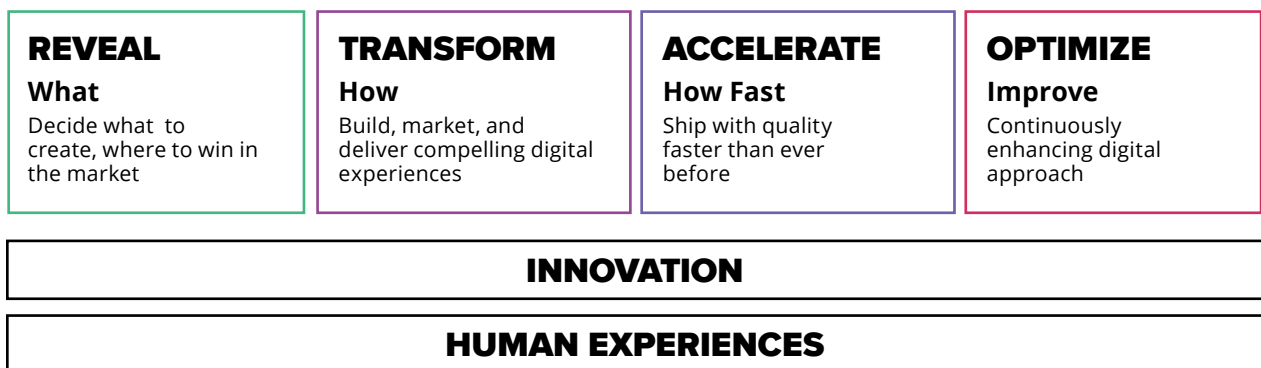 REVEAL
What
Decide what to
create, where to win in
the market
TRANSFORM
How
Build, market, and
deliver compelling digital
experiences
ACCELERATE
How Fast
Ship with quality
faster than ever
before
OPTIMIZE
Improve
Continuously
enhancing digital
approach
INNOVATION
HUMAN EXPERIENCES